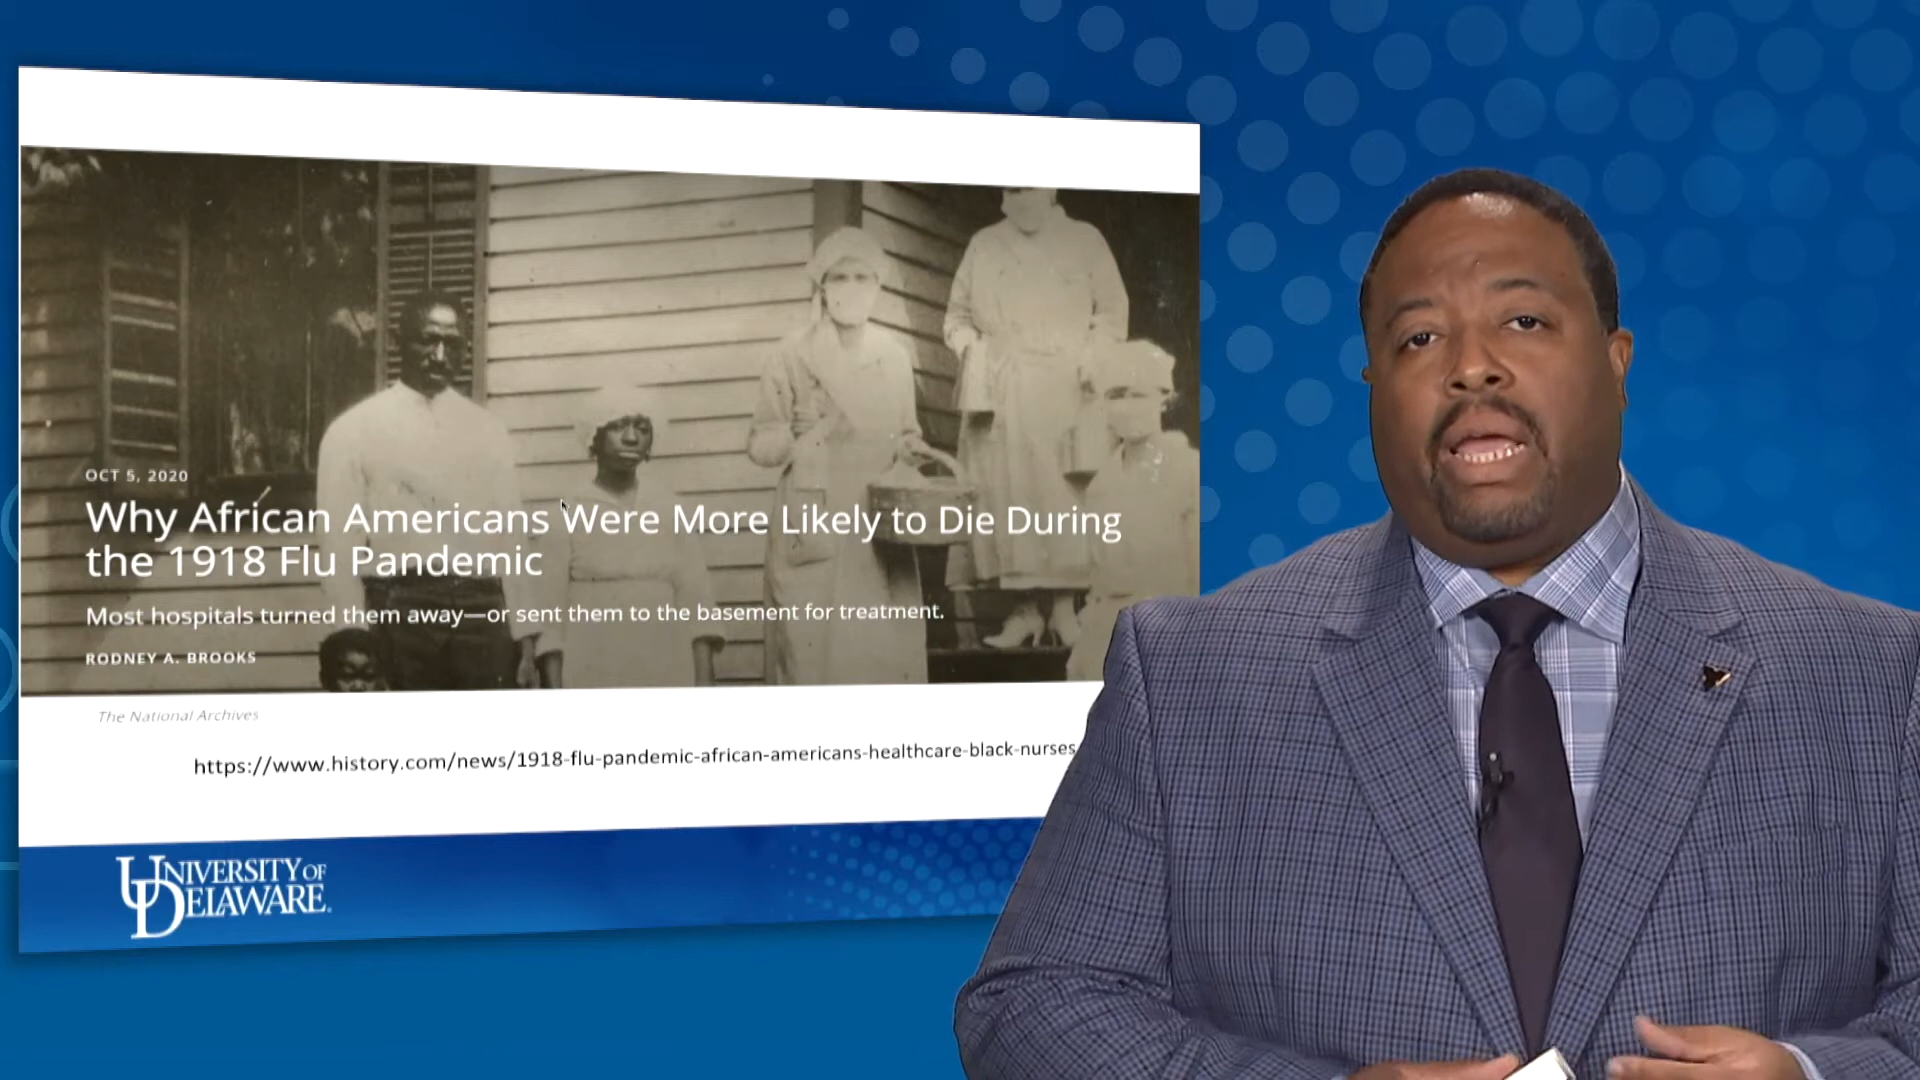 OCT 5, 2020
Why African Americans Were More Likely to Die During
the 1918 Flu Pandemic
Most hospitals turned them away—or sent them to the basement for treatment.
RODNEY A. BROOKS
The National Archives
https://www.history.com/news/1918-flu-pandemic-african-americans-healthcare-black-nurses
UNIVERSITY OF
DELAWARE.